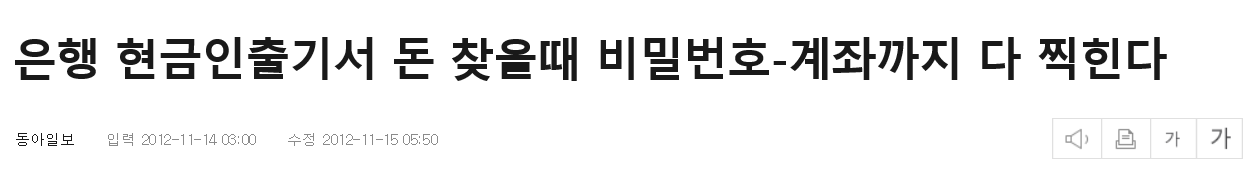 은행 현금인출기서 돈 찾을때 비밀번호-계좌까지 다 찍힌다
동아일보 입력 2012-11-14 03:00 수정 2012-11-15 05:50 가 가